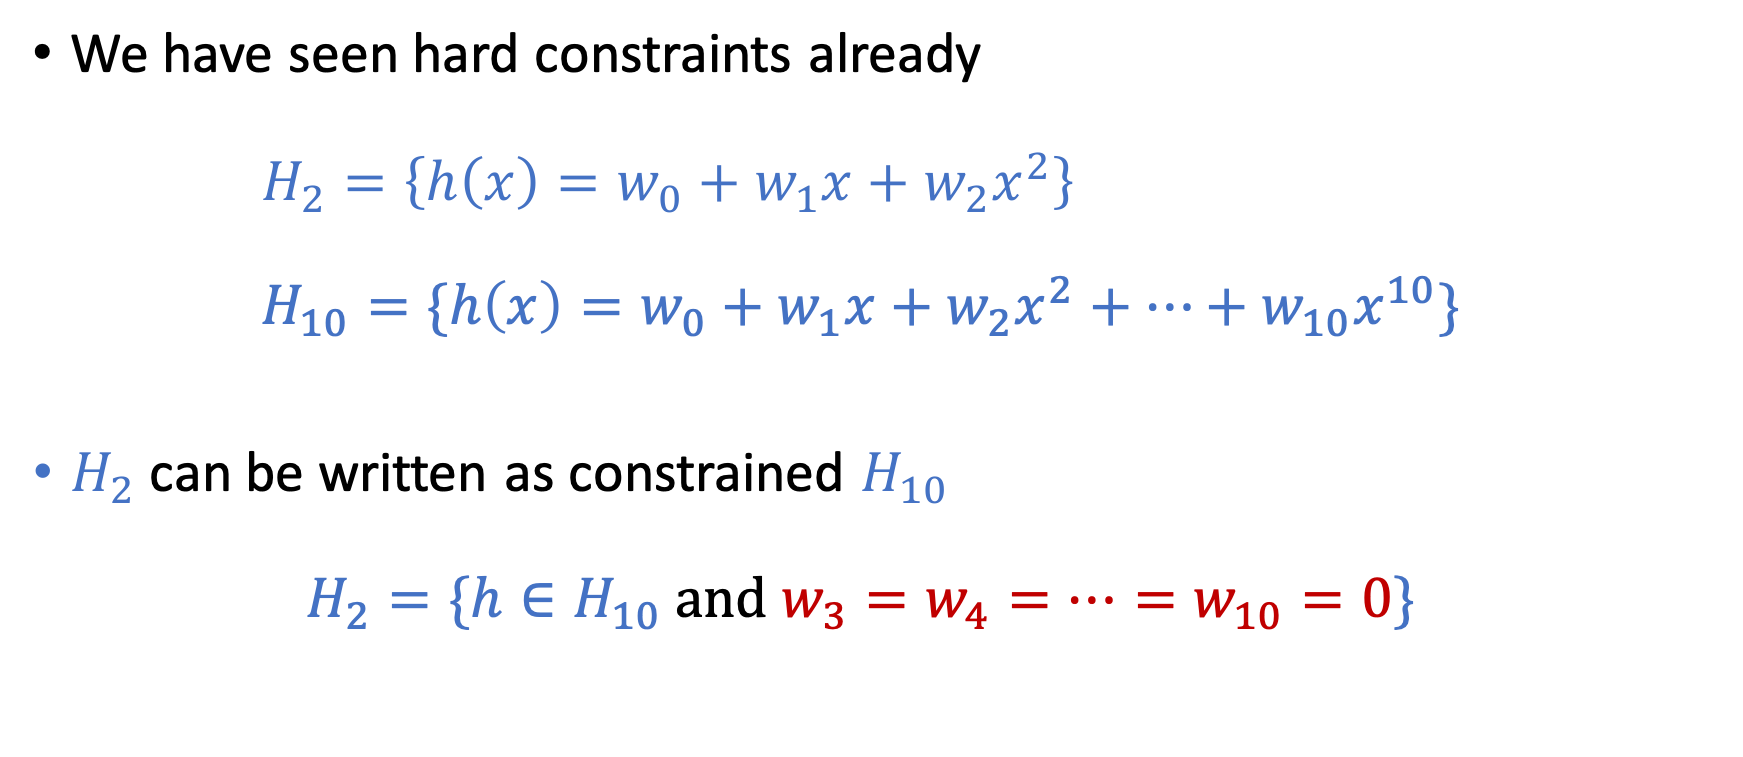 • We have seen hard constraints already
H₂ = {h(x) = w₀ + w₁x + w₂x²}
H₁₀ = {h(x) = w₀ + w₁x + w₂x² + ⋯ + w₁₀x¹⁰}
• H₂ can be written as constrained H₁₀
H₂ = {h ∈ H₁₀ and w₃ = w₄ = ⋯ = w₁₀ = 0}